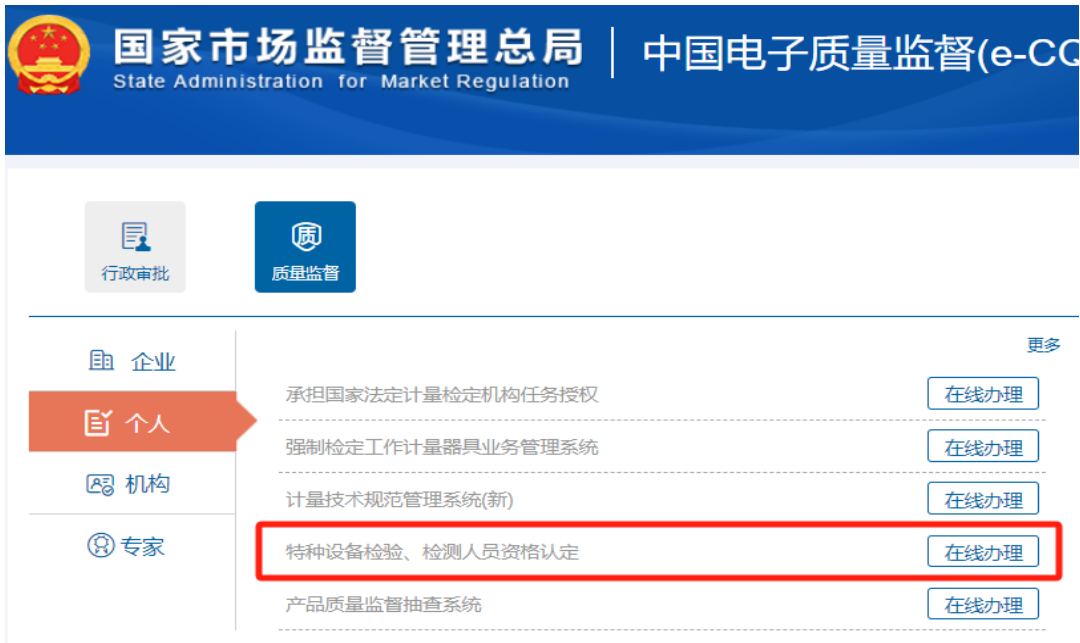 国家市场监督管理总局
State Administration for Market Regulation
中国电子质量监督(e-CQ
行政审批
质
质量监督
更多
企业
个人
机构
专家
承担国家法定计量检定机构任务授权 在线办理
强制检定工作计量器具业务管理系统 在线办理
计量技术规范管理系统(新) 在线办理
特种设备检验、检测人员资格认定 在线办理
产品质量监督抽查系统 在线办理